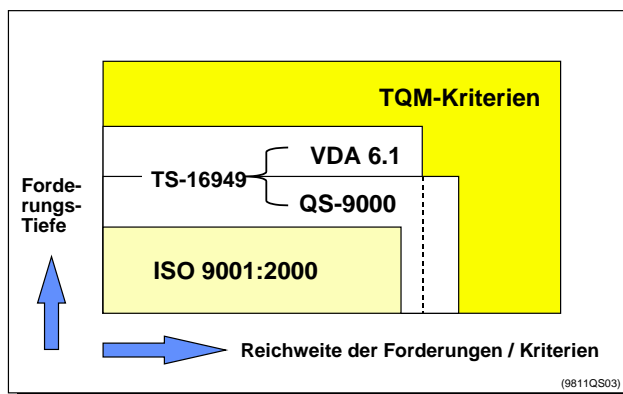 TQM-Kriterien
VDA 6.1
TS-16949
QS-9000
Forde-
rungs-
Tiefe
ISO 9001:2000
Reichweite der Forderungen / Kriterien
(9811QS03)